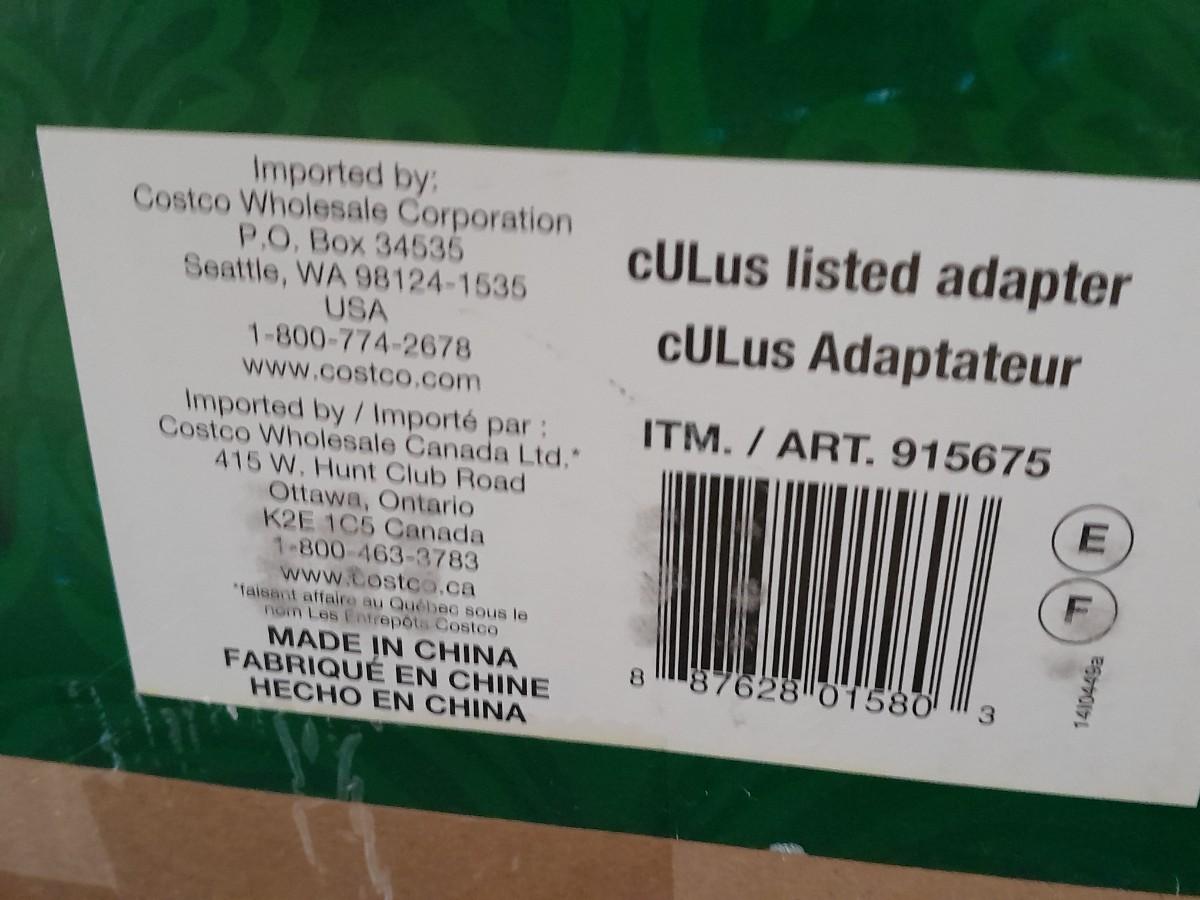 Imported by:
Costco Wholesale Corporation
P.O. Box 34535
Seattle, WA 98124-1535
USA
1-800-774-2678
www.costco.com
Imported by / Importé par :
Costco Wholesale Canada Ltd.*
415 W. Hunt Club Road
Ottawa, Ontario
K2E 1C5 Canada
1-800-463-3783
www.costco.ca
*faisant affaire au Québec sous le
nom Les Entrepôts Costco
MADE IN CHINA
FABRIQUÉ EN CHINE
HECHO EN CHINA
cULus listed adapter
cULus Adaptateur
ITM. / ART. 915675
8 87628 01580 3
E
F
14I0449a